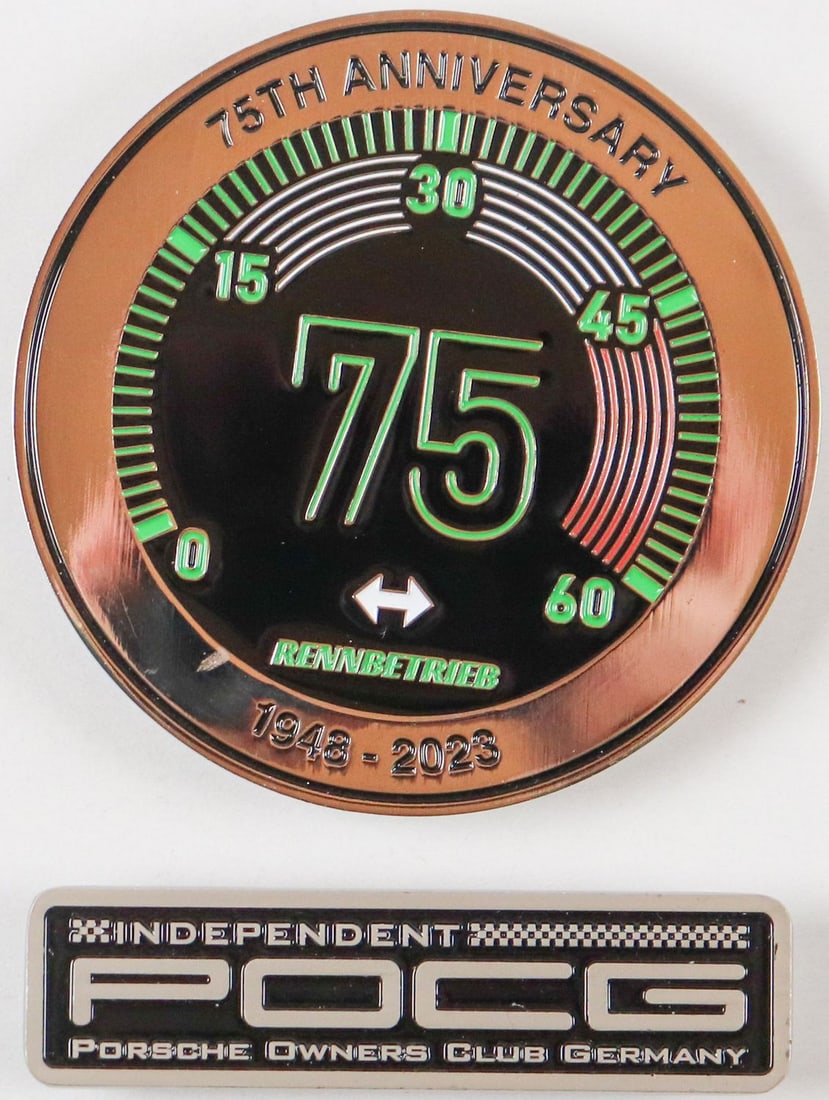 75TH ANNIVERSARY
30
15
45
75
0
60
RENNBETRIEB
1948 - 2023
INDEPENDENT
POCG
PORSCHE OWNERS CLUB GERMANY